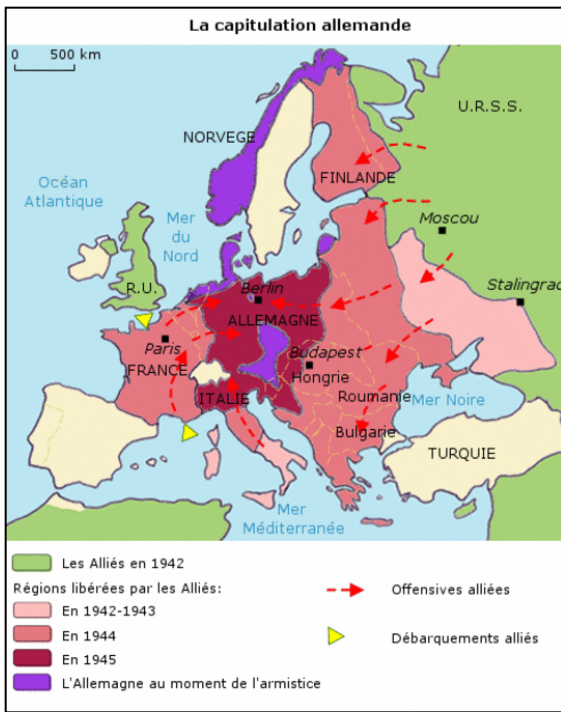 La capitulation allemande
0 500 km
U.R.S.S.
NORVEGE
FINLANDE
Océan
Atlantique
Mer
du
Nord
Moscou
R.U.
Stalingrad
Berlin
ALLEMAGNE
Paris
FRANCE
Budapest
Hongrie
ITALIE
Roumanie
Mer Noire
Bulgarie
TURQUIE
Mer
Méditerranée
Les Alliés en 1942
Régions libérées par les Alliés:
En 1942-1943
En 1944
En 1945
L'Allemagne au moment de l'armistice
Offensives alliées
Débarquements alliés